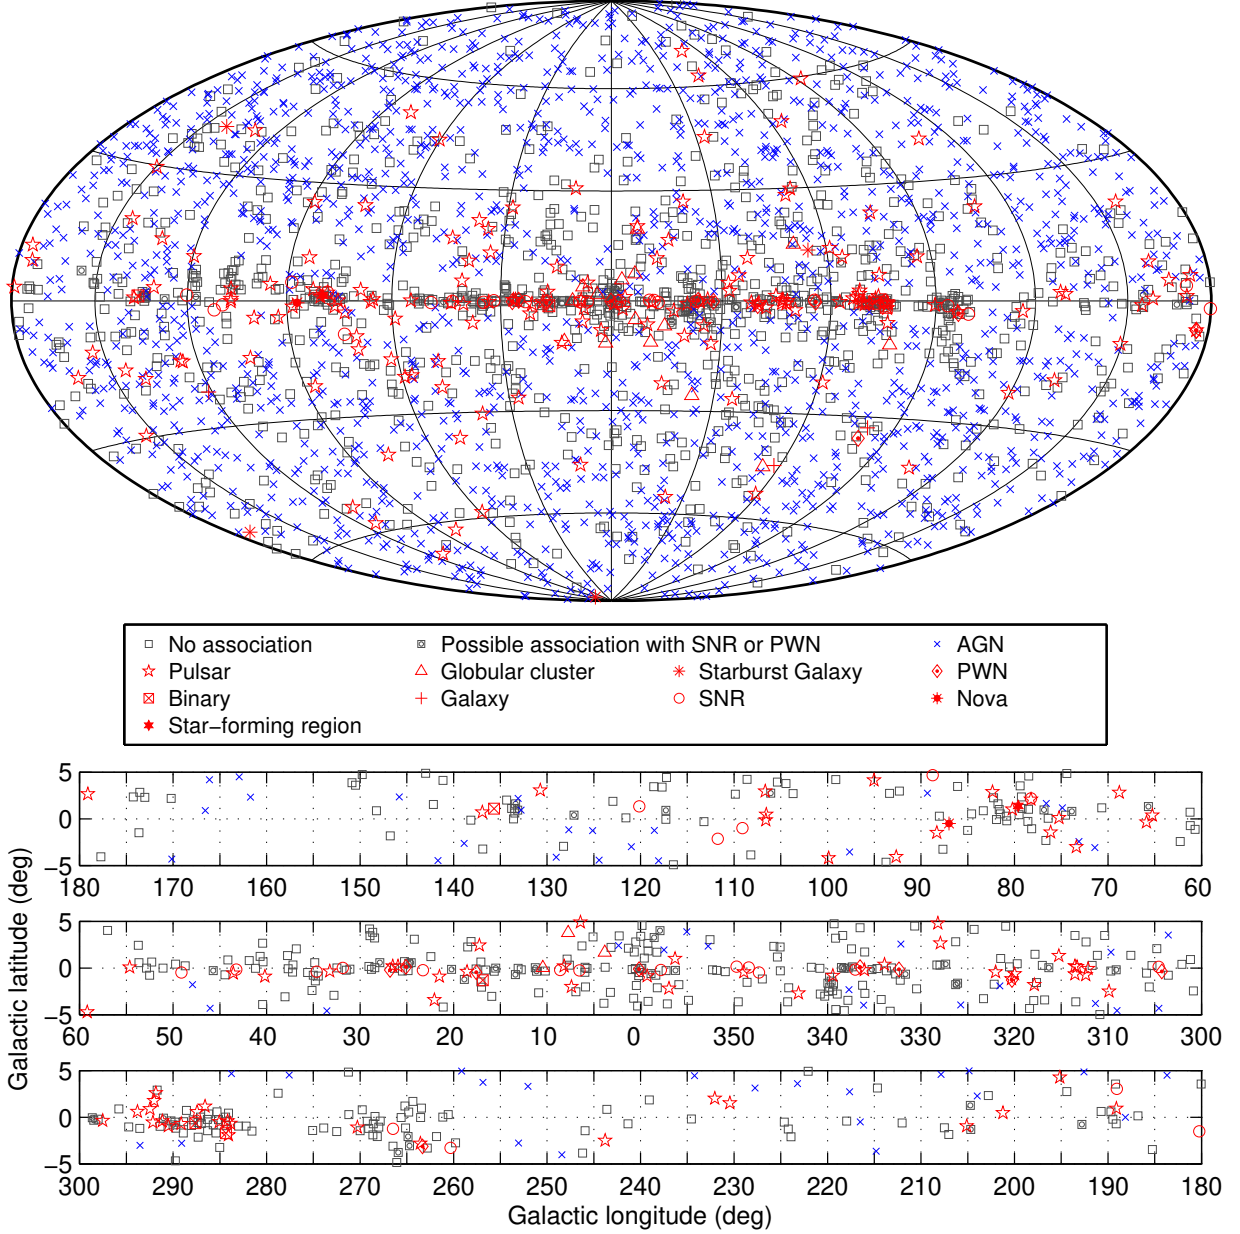 No association Possible association with SNR or PWN AGN
Pulsar Globular cluster Starburst Galaxy PWN
Binary Galaxy SNR Nova
Star−forming region
5
0
−5
180 170 160 150 140 130 120 110 100 90 80 70 60
5
0
−5
60 50 40 30 20 10 0 350 340 330 320 310 300
5
0
−5
300 290 280 270 260 250 240 230 220 210 200 190 180
Galactic latitude (deg)
Galactic longitude (deg)